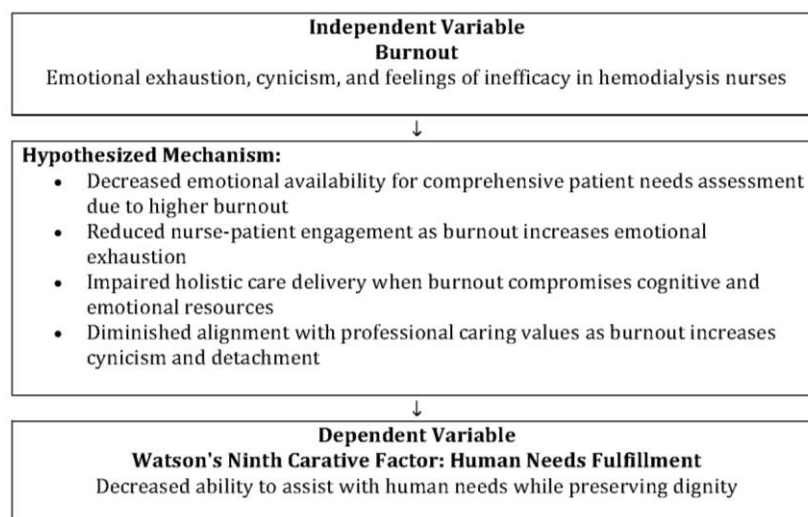 Independent Variable
Burnout
Emotional exhaustion, cynicism, and feelings of inefficacy in hemodialysis nurses
↓
Hypothesized Mechanism:
• Decreased emotional availability for comprehensive patient needs assessment
due to higher burnout
• Reduced nurse-patient engagement as burnout increases emotional
exhaustion
• Impaired holistic care delivery when burnout compromises cognitive and
emotional resources
• Diminished alignment with professional caring values as burnout increases
cynicism and detachment
↓
Dependent Variable
Watson's Ninth Carative Factor: Human Needs Fulfillment
Decreased ability to assist with human needs while preserving dignity